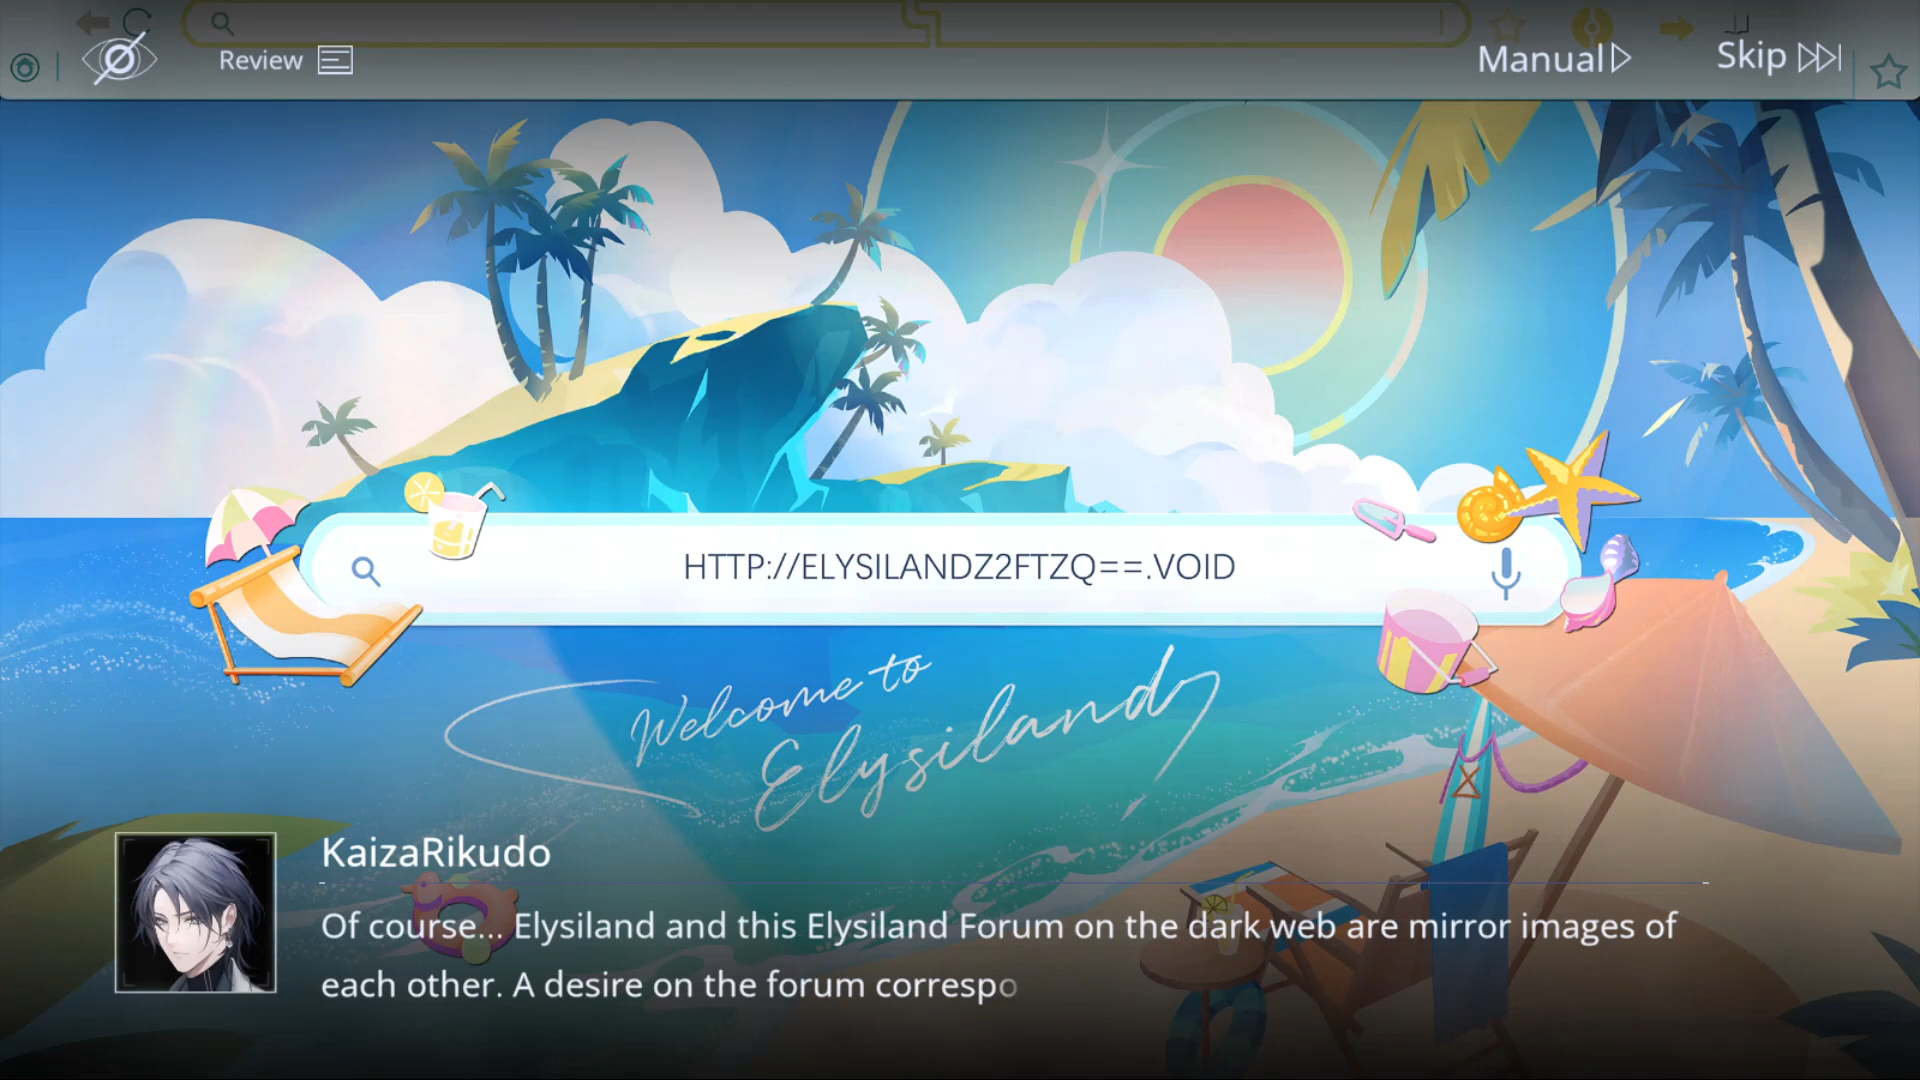 Review
Manual
Skip
HTTP://ELYSILANDZ2FTZQ==.VOID
Welcome to
Elysiland
KaizaRikudo
Of course... Elysiland and this Elysiland Forum on the dark web are mirror images of
each other. A desire on the forum correspo